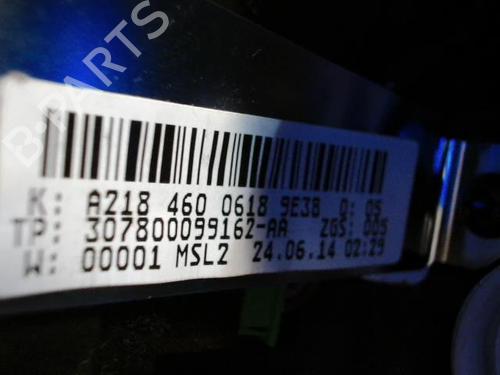 B-PARTS
K: A218 460 0618 9E38 0: 05
TP: 307800099162-AA ZGS: 005
W: 00001 MSL2 24.06.14 02:29